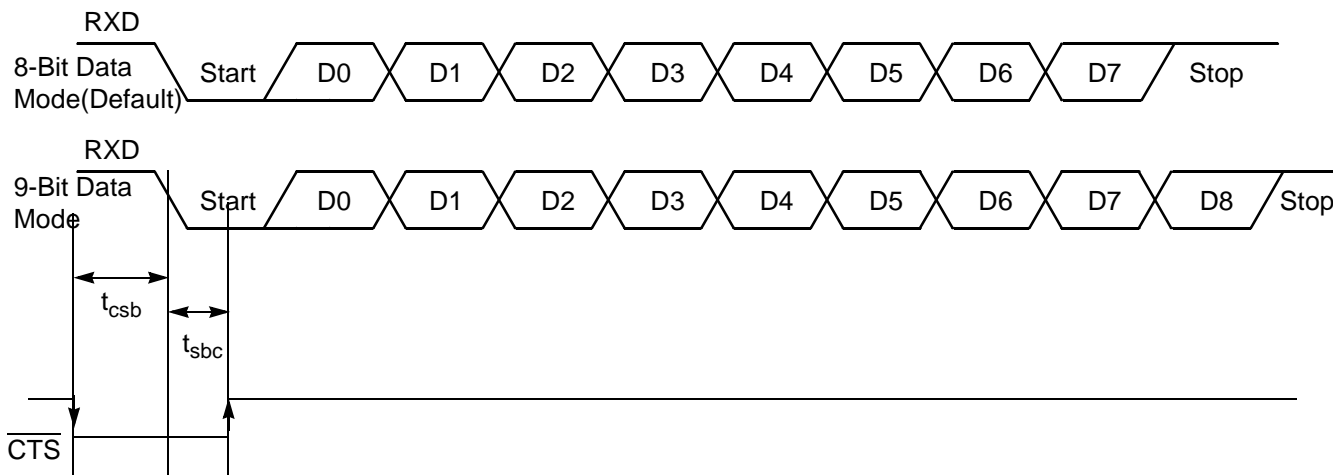 RXD
8-Bit Data
Mode(Default)
Start D0 D1 D2 D3 D4 D5 D6 D7 Stop
RXD
9-Bit Data
Mode
Start D0 D1 D2 D3 D4 D5 D6 D7 D8 Stop
tcsb
tsbc
CTS